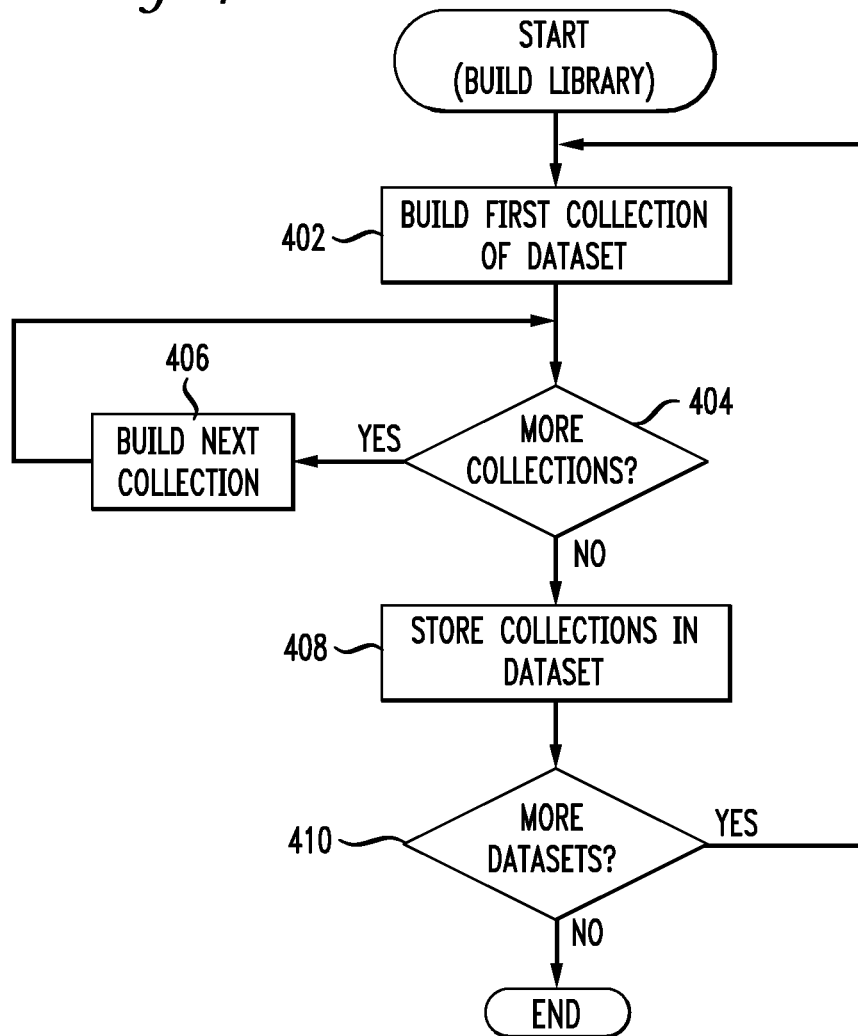 START
(BUILD LIBRARY)
BUILD FIRST COLLECTION
OF DATASET
402
406
404
BUILD NEXT
COLLECTION
YES
MORE
COLLECTIONS?
NO
STORE COLLECTIONS IN
DATASET
408
MORE
DATASETS?
410
YES
NO
END